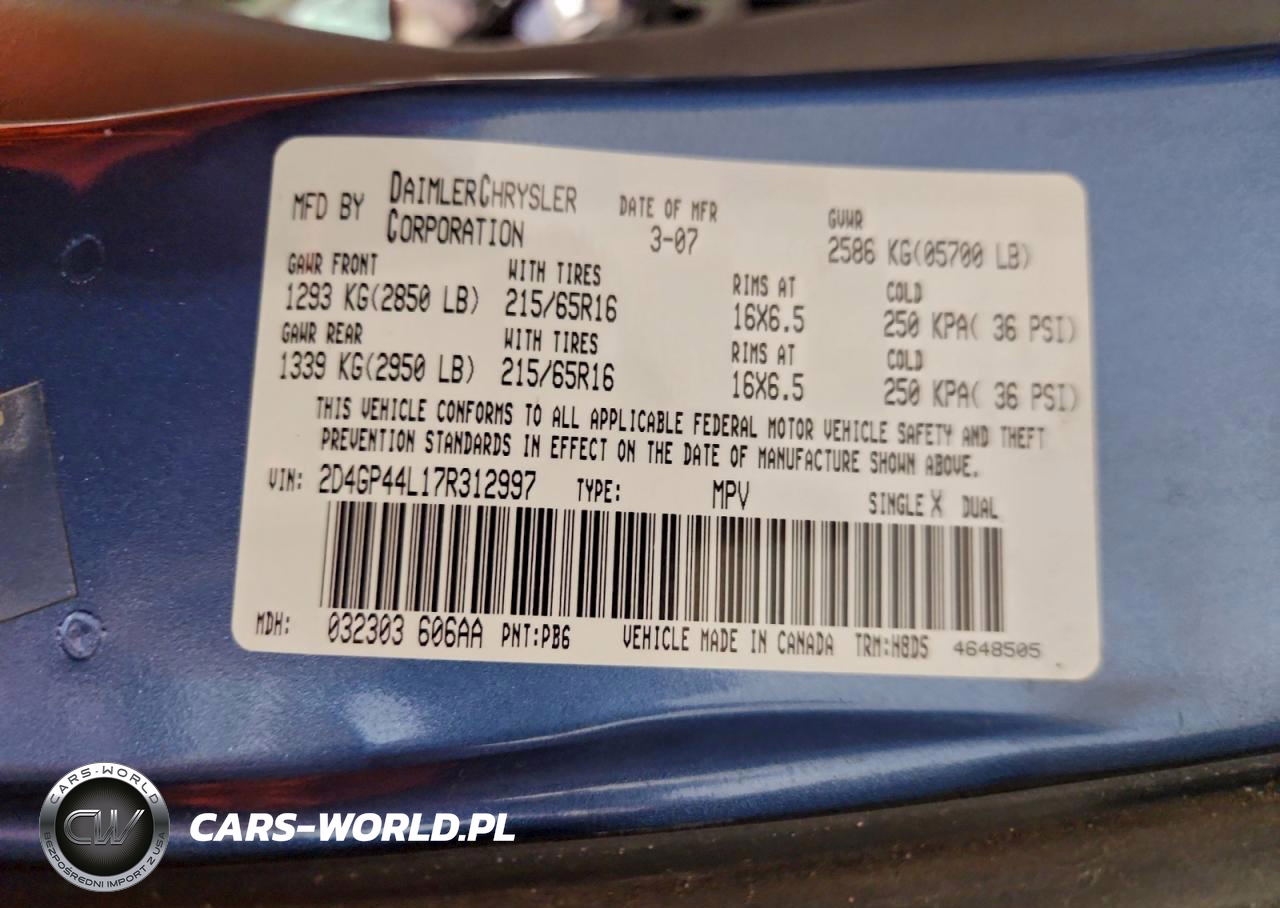 MFD BY DAIMLERCHRYSLER CORPORATION DATE OF MFR 3-07 GVWR 2586 KG(05700 LB)
GAWR FRONT WITH TIRES RIMS AT COLD
1293 KG(2850 LB) 215/65R16 16X6.5 250 KPA( 36 PSI)
GAWR REAR WITH TIRES RIMS AT COLD
1339 KG(2950 LB) 215/65R16 16X6.5 250 KPA( 36 PSI)
THIS VEHICLE CONFORMS TO ALL APPLICABLE FEDERAL MOTOR VEHICLE SAFETY AND THEFT
PREVENTION STANDARDS IN EFFECT ON THE DATE OF MANUFACTURE SHOWN ABOVE.
VIN: 2D4GP44L17R312997 TYPE: MPV SINGLE X DUAL
MDH: 032303 606AA PNT:PB6 VEHICLE MADE IN CANADA TRM:H8D5 4648505
CARS-WORLD
CW
BEZPOŚREDNI IMPORT Z USA
CARS-WORLD.PL